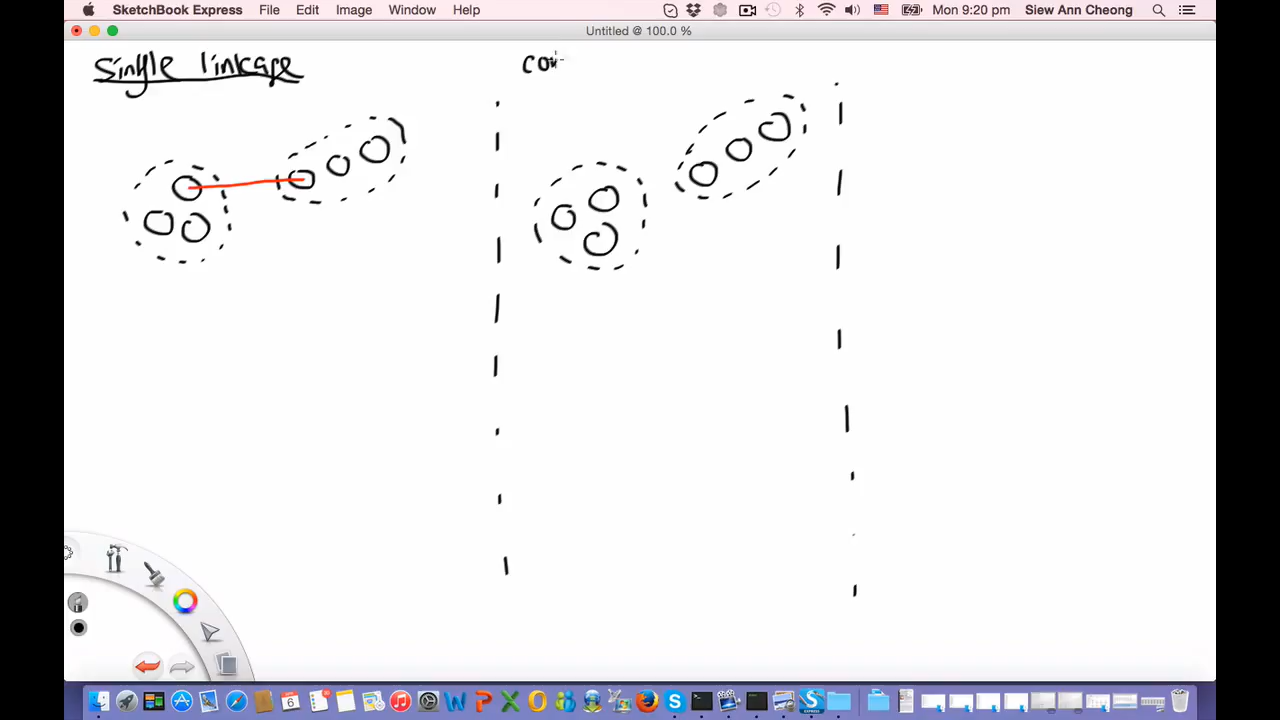 SketchBook Express File Edit Image Window Help Mon 9:20 pm Siew Ann Cheong
Untitled @ 100.0 %
single linkage
co